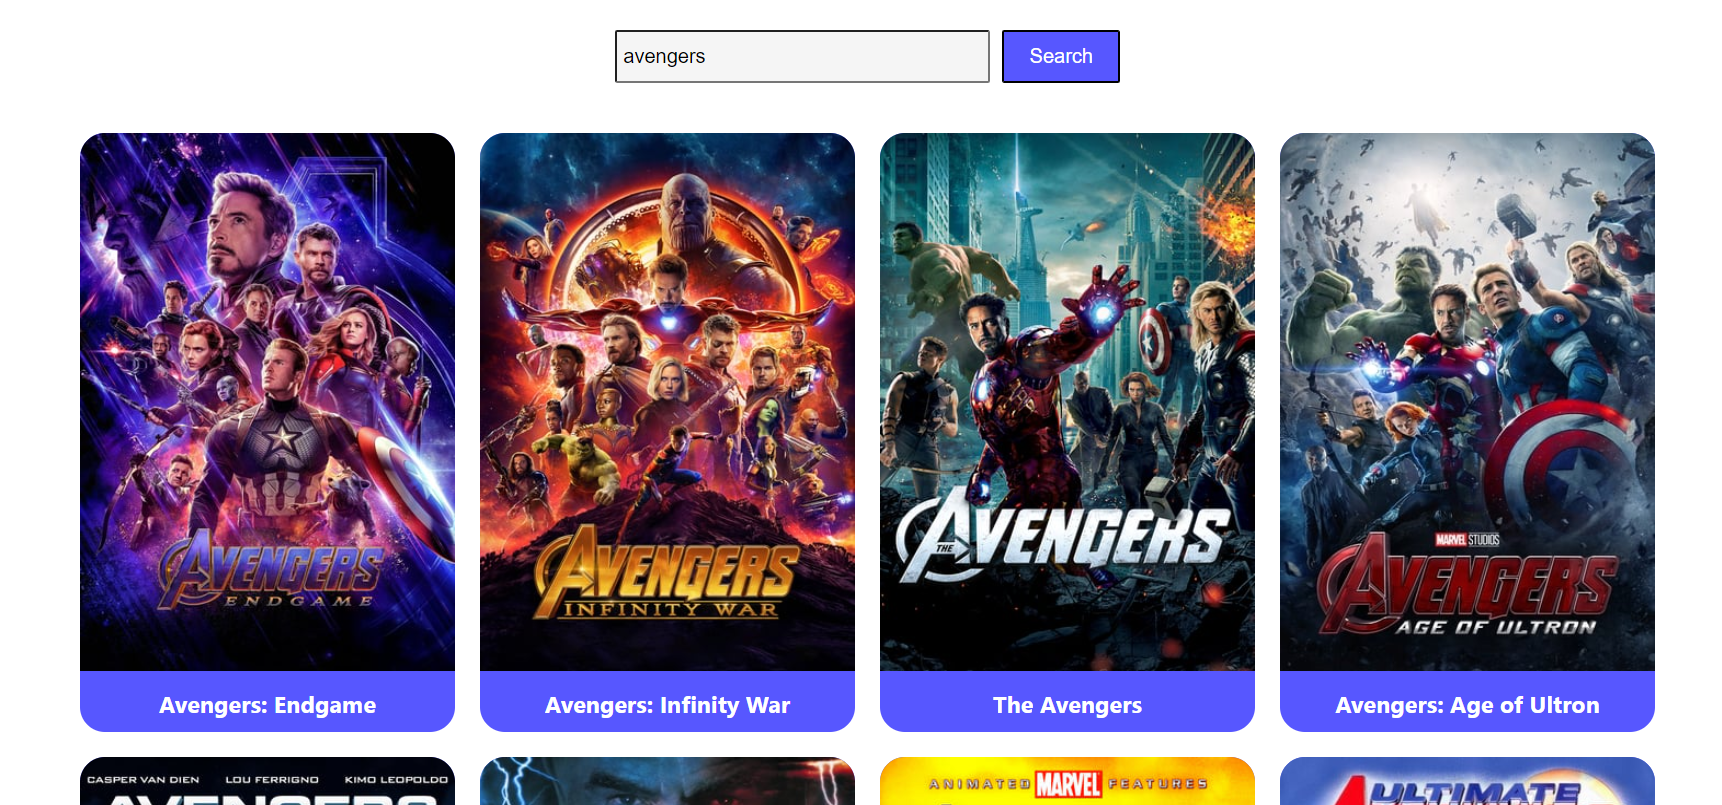 avengers
Search
AVENGERS
ENDGAME
AVENGERS
INFINITY WAR
THE AVENGERS
MARVEL STUDIOS
AVENGERS
AGE OF ULTRON
Avengers: Endgame
Avengers: Infinity War
The Avengers
Avengers: Age of Ultron
CASPER VAN DIEN LOU FERRIGNO KIMO LEOPOLDO
ANIMATED MARVEL FEATURES
ULTIMATE